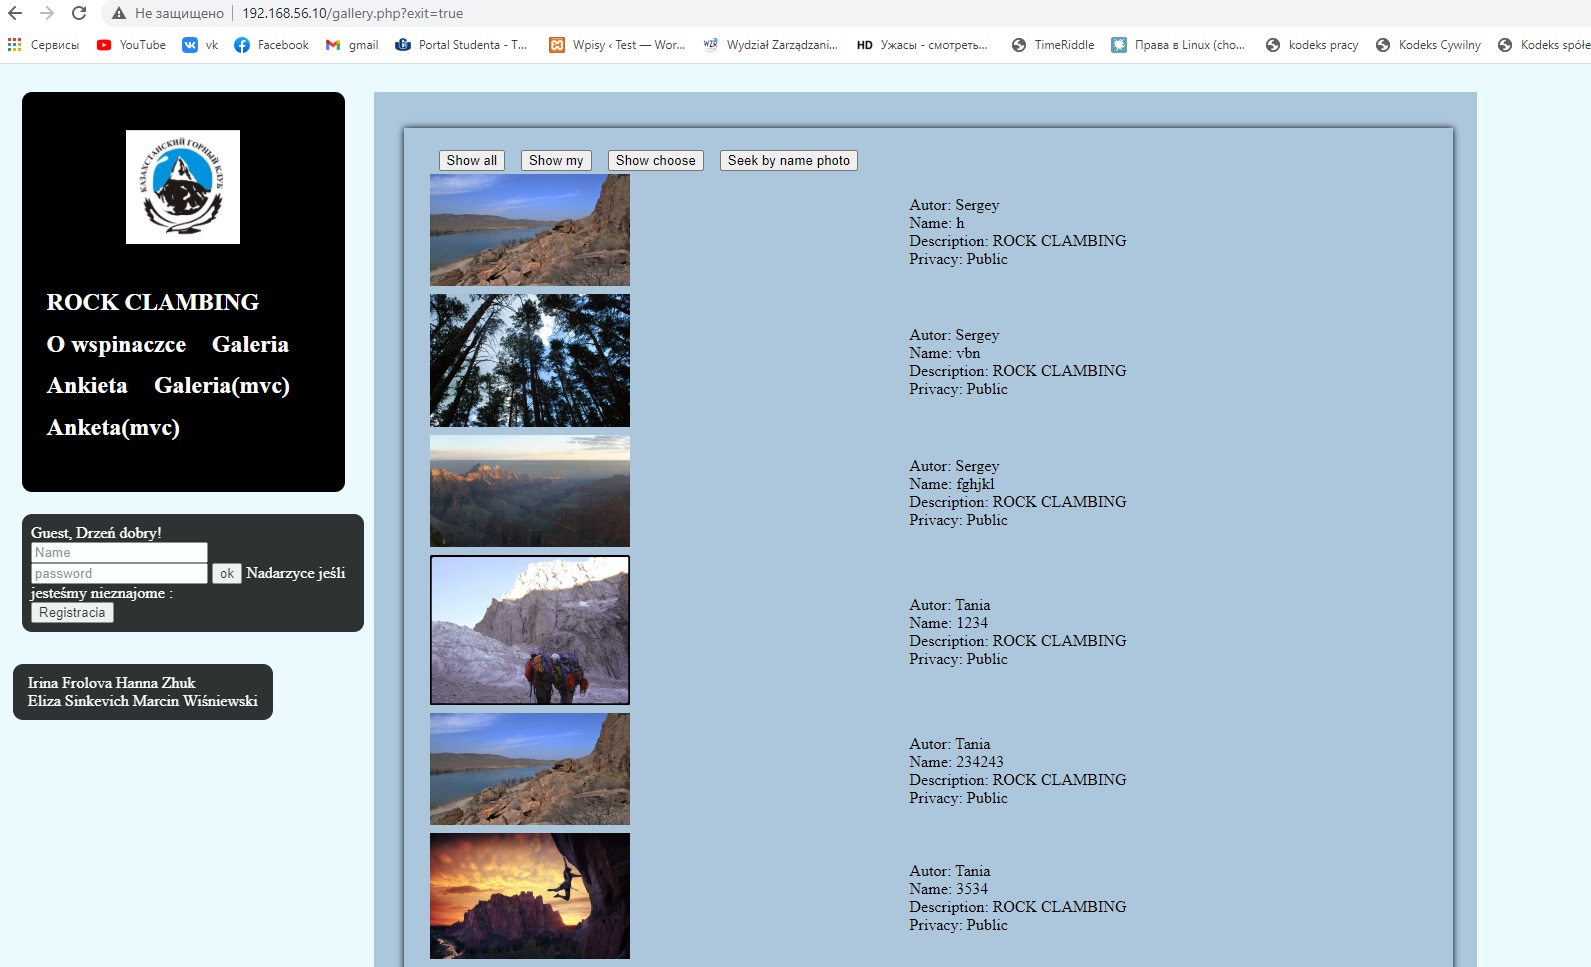 Не защищено
192.168.56.10/gallery.php?exit=true
Сервисы
YouTube
vk
Facebook
gmail
Portal Studenta - T...
Wpisy ‹ Test — Wor...
WZR
Wydział Zarządzani...
HD
Ужасы - смотреть...
TimeRiddle
Права в Linux (cho...
kodeks pracy
Kodeks Cywilny
Kodeks spółe
КАЗАХСТАНСКИЙ ГОРНЫЙ КЛУБ
ROCK CLAMBING
O wspinaczce Galeria
Ankieta Galeria(mvc)
Anketa(mvc)
Guest, Drzeń dobry!
Name
password
ok Nadarzyce jeśli
jesteśmy nieznajome :
Registracia
Irina Frolova Hanna Zhuk
Eliza Sinkevich Marcin Wiśniewski
Show all
Show my
Show choose
Seek by name photo
Autor: Sergey
Name: h
Description: ROCK CLAMBING
Privacy: Public
Autor: Sergey
Name: vbn
Description: ROCK CLAMBING
Privacy: Public
Autor: Sergey
Name: fghjkl
Description: ROCK CLAMBING
Privacy: Public
Autor: Tania
Name: 1234
Description: ROCK CLAMBING
Privacy: Public
Autor: Tania
Name: 234243
Description: ROCK CLAMBING
Privacy: Public
Autor: Tania
Name: 3534
Description: ROCK CLAMBING
Privacy: Public